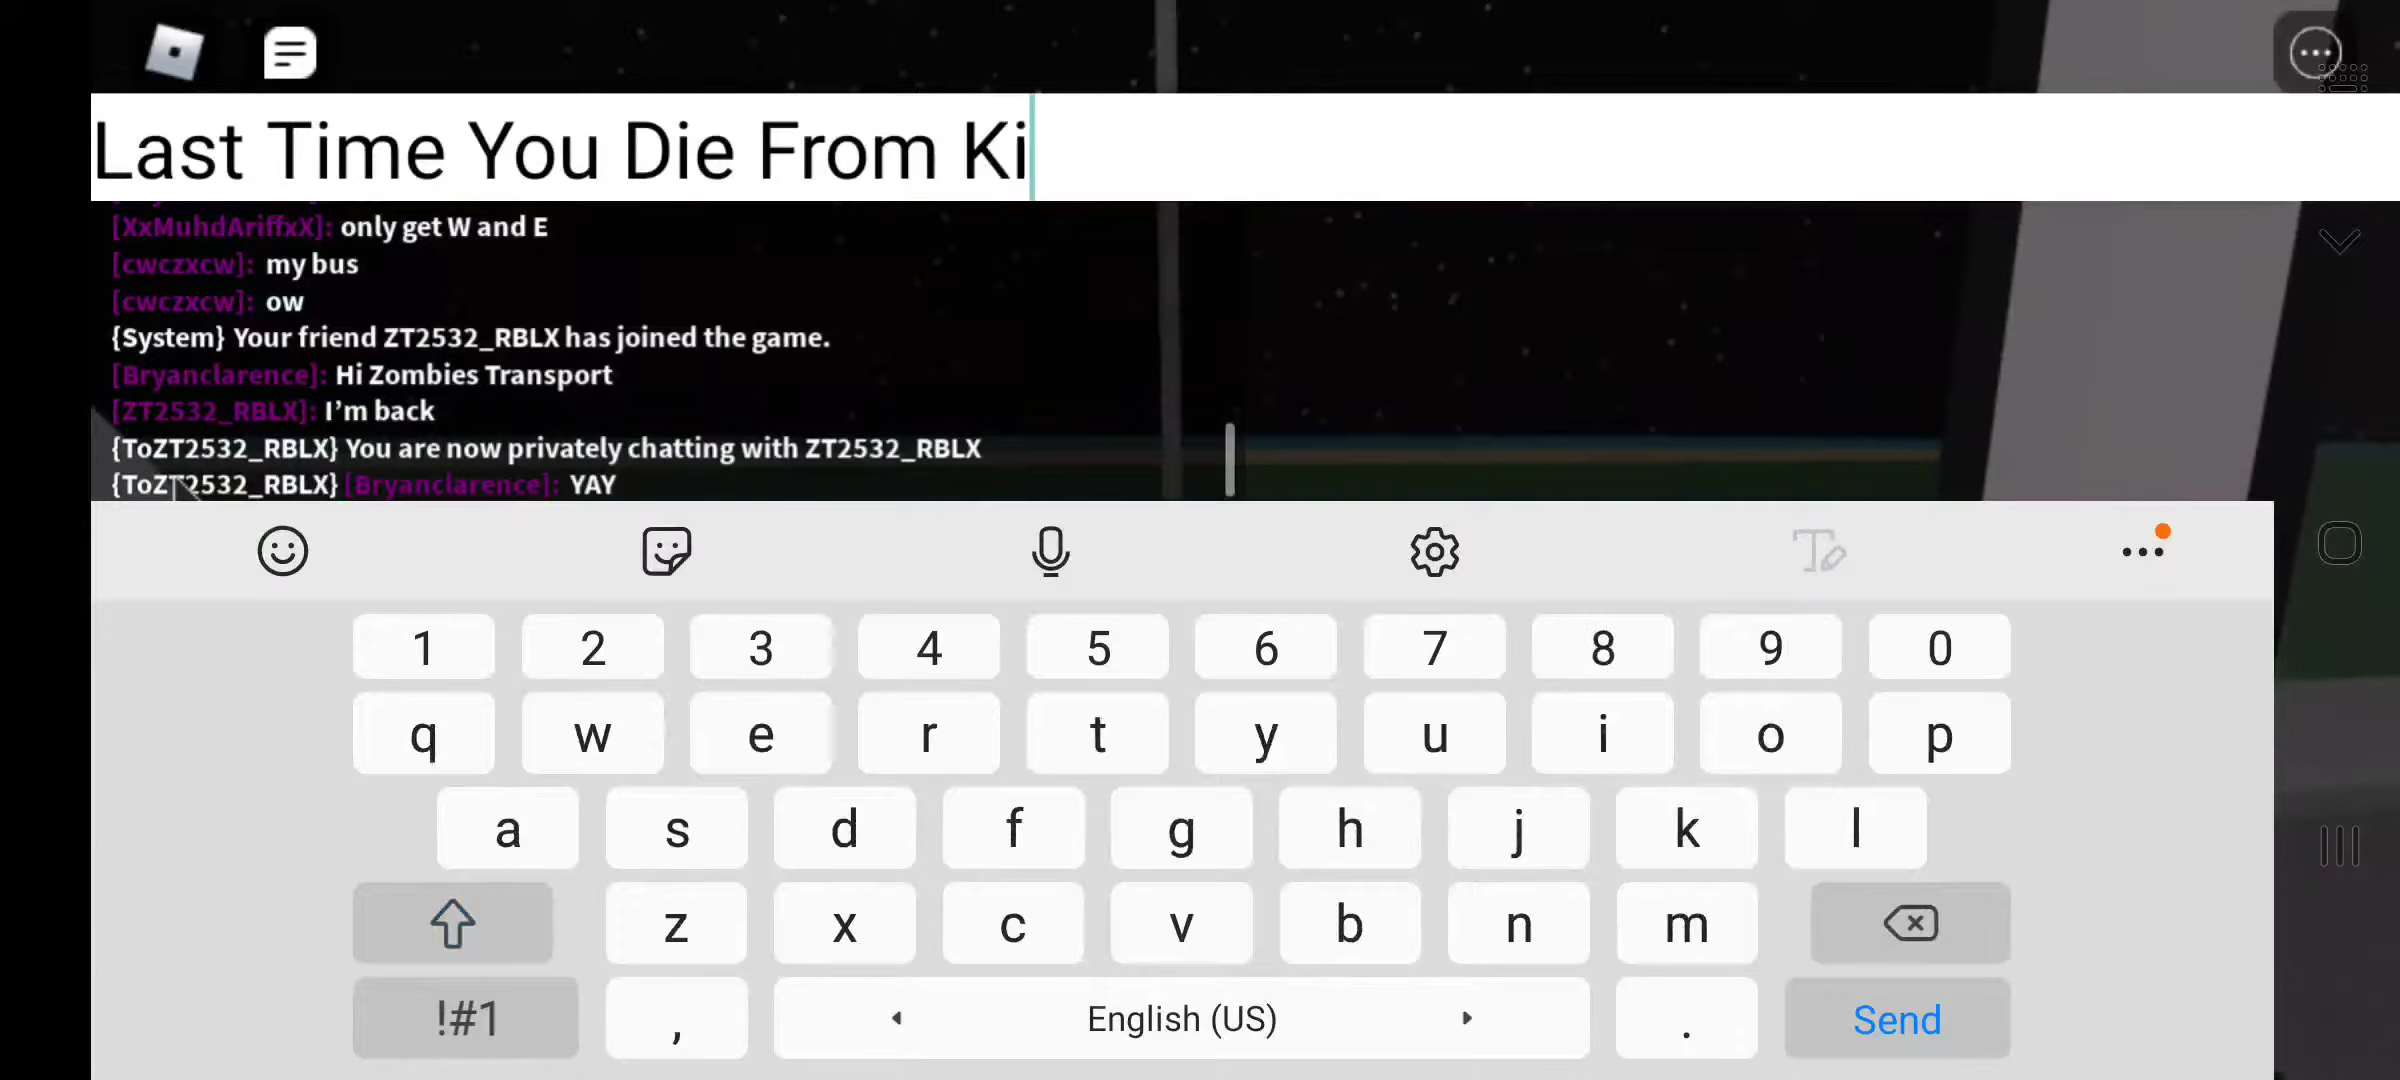 Last Time You Die From Ki
[XxMuhdAriffxX]: only get W and E
[cwczxcw]: my bus
[cwczxcw]: ow
{System} Your friend ZT2532_RBLX has joined the game.
[Bryanclarence]: Hi Zombies Transport
[ZT2532_RBLX]: I'm back
{ToZT2532_RBLX} You are now privately chatting with ZT2532_RBLX
{ToZT2532_RBLX} [Bryanclarence]: YAY
1 2 3 4 5 6 7 8 9 0
q w e r t y u i o p
a s d f g h j k l
z x c v b n m
!#1 , English (US) . Send